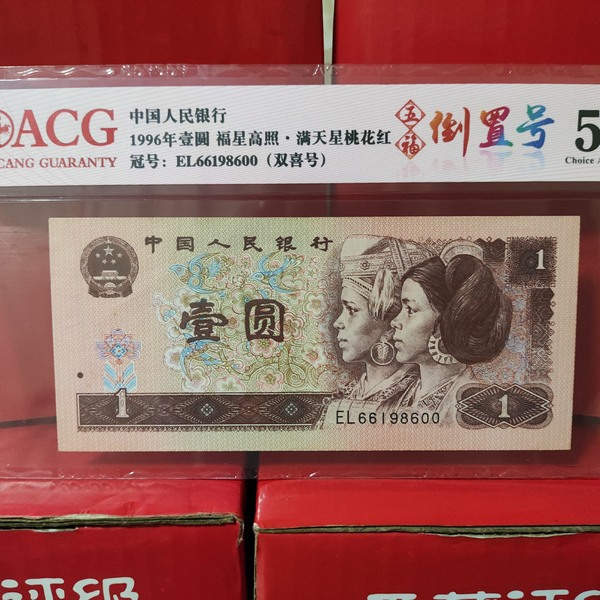 ACG
CANG GUARANTY
中国人民银行
1996年壹圆 福星高照·满天星桃花红
冠号：EL66198600（双喜号）
五福
倒置号
5
Choice A
中国人民银行
1
壹圆
1
EL66198600
1
评级